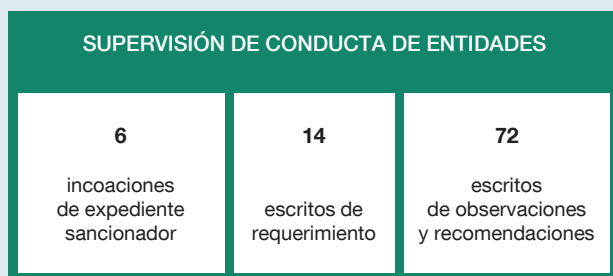 SUPERVISIÓN DE CONDUCTA DE ENTIDADES
6
incoaciones
de expediente
sancionador
14
escritos de
requerimiento
72
escritos
de observaciones
y recomendaciones